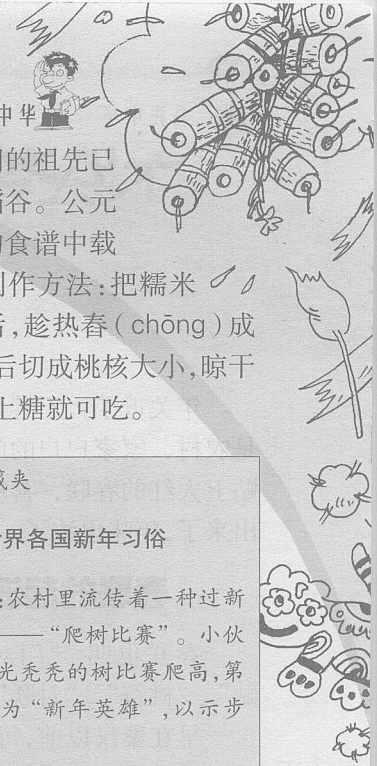 中华
们的祖先已
稻谷。公元
的食谱中载
制作方法:把糯米
后,趁热舂(chōng)成
后切成桃核大小,晾干
上糖就可吃。
藏夹
世界各国新年习俗
:农村里流传着一种过新
——“爬树比赛”。小伙
光秃秃的树比赛爬高,第
为“新年英雄”,以示步